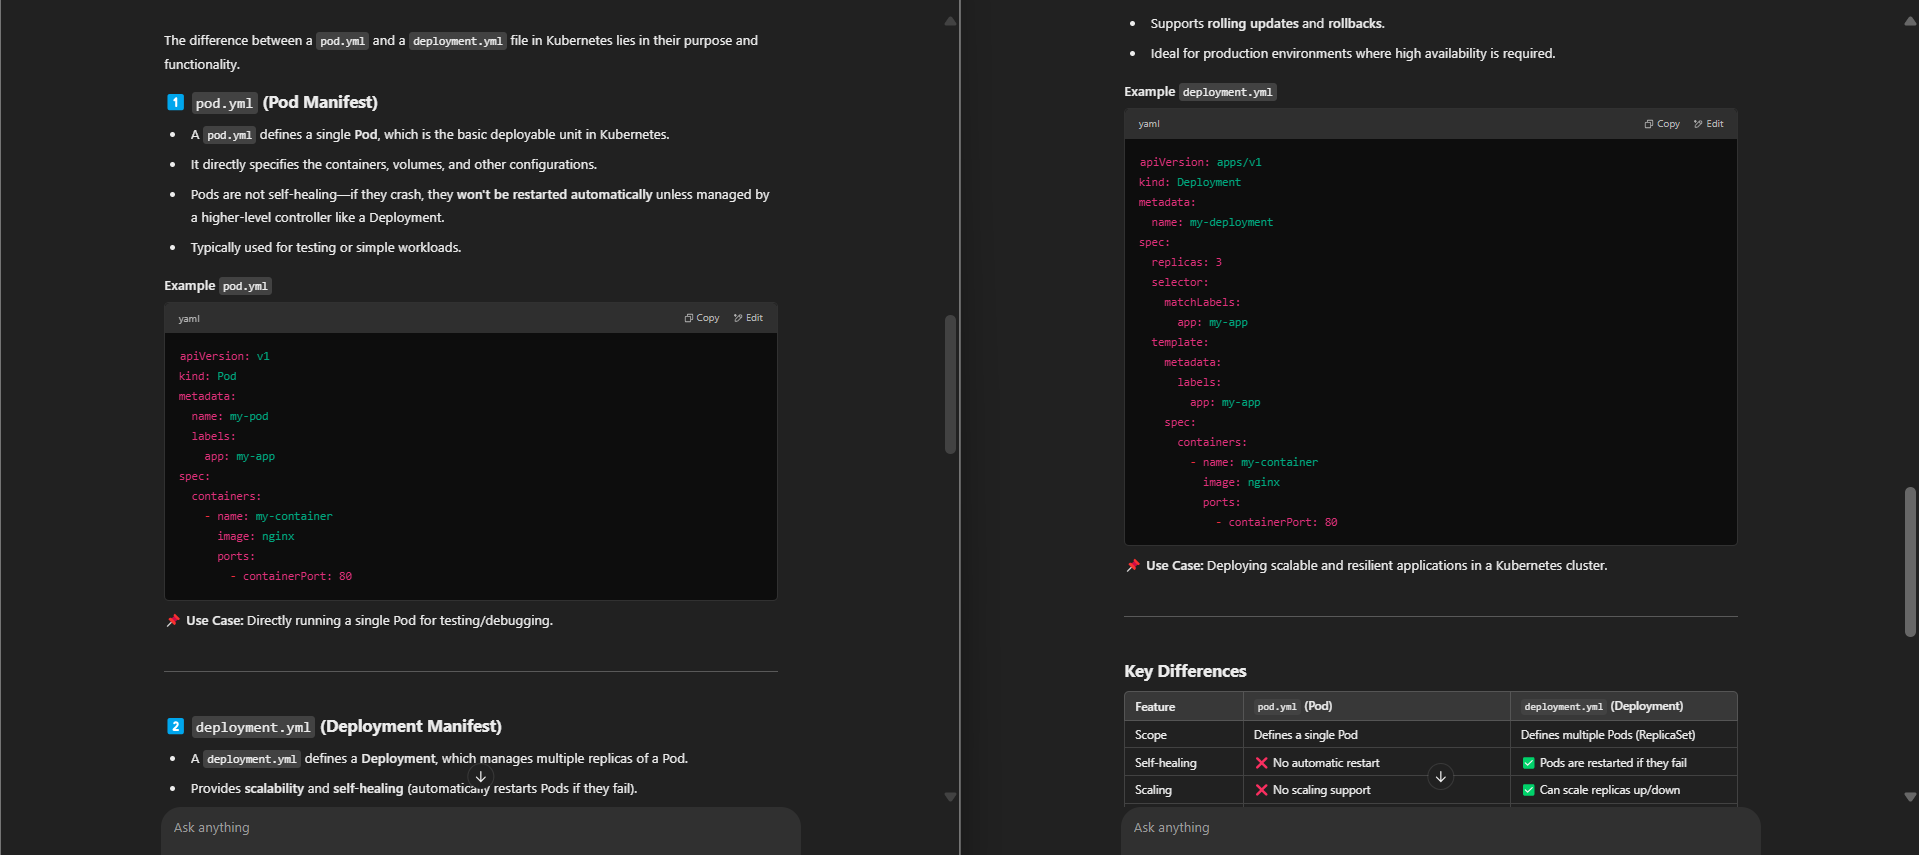 The difference between a pod.yml and a deployment.yml file in Kubernetes lies in their purpose and
functionality.
1 pod.yml (Pod Manifest)
• A pod.yml defines a single Pod, which is the basic deployable unit in Kubernetes.
• It directly specifies the containers, volumes, and other configurations.
• Pods are not self-healing—if they crash, they won't be restarted automatically unless managed by
a higher-level controller like a Deployment.
• Typically used for testing or simple workloads.
Example pod.yml
yaml Copy Edit
apiVersion: v1
kind: Pod
metadata:
  name: my-pod
  labels:
    app: my-app
spec:
  containers:
    - name: my-container
      image: nginx
      ports:
        - containerPort: 80
📌 Use Case: Directly running a single Pod for testing/debugging.
2 deployment.yml (Deployment Manifest)
• A deployment.yml defines a Deployment, which manages multiple replicas of a Pod.
• Provides scalability and self-healing (automatically restarts Pods if they fail).
Ask anything
• Supports rolling updates and rollbacks.
• Ideal for production environments where high availability is required.
Example deployment.yml
yaml Copy Edit
apiVersion: apps/v1
kind: Deployment
metadata:
  name: my-deployment
spec:
  replicas: 3
  selector:
    matchLabels:
      app: my-app
  template:
    metadata:
      labels:
        app: my-app
    spec:
      containers:
        - name: my-container
          image: nginx
          ports:
            - containerPort: 80
📌 Use Case: Deploying scalable and resilient applications in a Kubernetes cluster.
Key Differences
Feature pod.yml (Pod) deployment.yml (Deployment)
Scope Defines a single Pod Defines multiple Pods (ReplicaSet)
Self-healing ❌ No automatic restart ✅ Pods are restarted if they fail
Scaling ❌ No scaling support ✅ Can scale replicas up/down
Ask anything